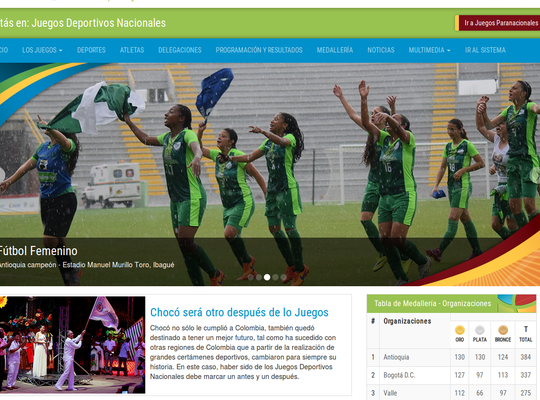 tás en: Juegos Deportivos Nacionales
Ir a Juegos Paranacionales
CIO LOS JUEGOS DEPORTES ATLETAS DELEGACIONES PROGRAMACIÓN Y RESULTADOS MEDALLERÍA NOTICIAS MULTIMEDIA IR AL SISTEMA
16
Fútbol Femenino
Antioquia campeón - Estadio Manuel Murillo Toro, Ibagué
Chocó será otro después de lo Juegos
Chocó no sólo le cumplió a Colombia, también quedó
destinado a tener un mejor futuro, tal como ha sucedido con
otras regiones de Colombia que a partir de la realización de
grandes certámenes deportivos, cambiaron para siempre su
historia. En este caso, haber sido de los Juegos Deportivos
Nacionales debe marcar un antes y un después.
Tabla de Medallería - Organizaciones
# Organizaciones ORO PLATA BRONCE T TOTAL
1 Antioquia 130 130 124 384
2 Bogotá D.C. 127 97 113 337
3 Valle 112 66 97 275